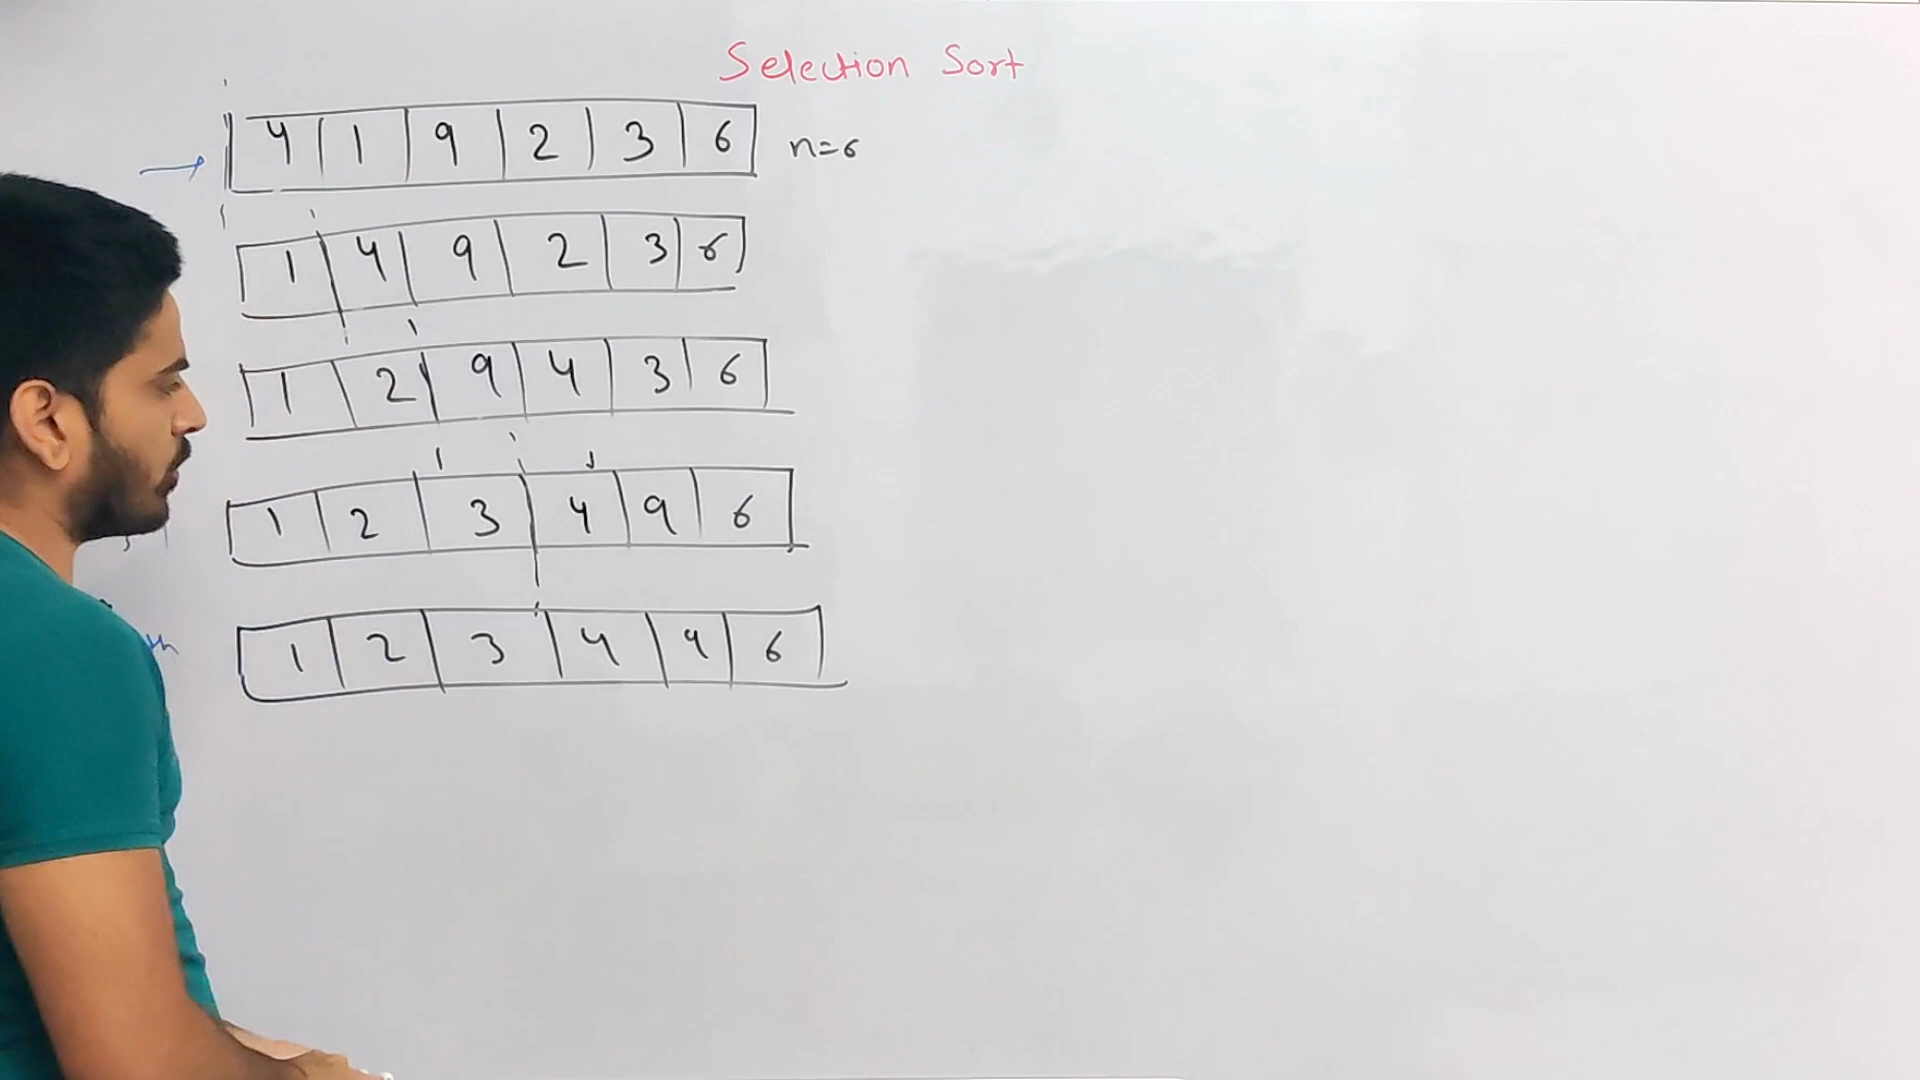 Selection Sort
4 1 9 2 3 6 n=6
1 4 9 2 3 6
1 2 9 4 3 6
1 2 3 4 9 6
1 2 3 4 9 6